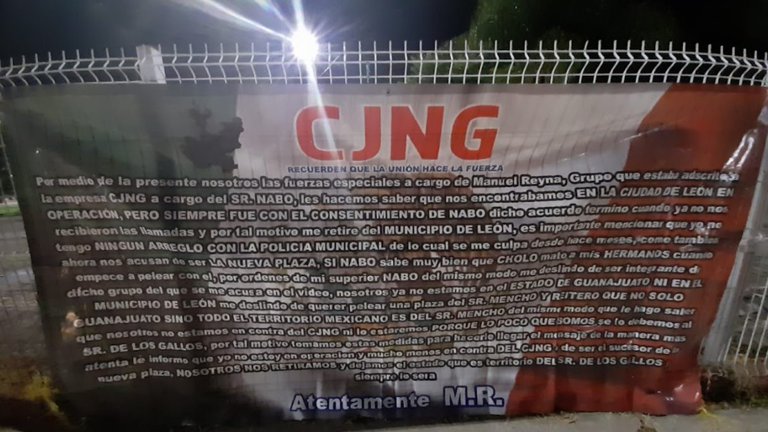 CJNG
RECUERDEN QUE LA UNIÓN HACE LA FUERZA
Por medio de la presente nosotros las fuerzas especiales a cargo de Manuel Reyna, Grupo que estaba adscrito a
la empresa CJNG a cargo del SR. NABO, les hacemos saber que nos encontrabamos EN LA CIUDAD DE LEÓN EN
OPERACIÓN, PERO SIEMPRE FUE CON EL CONSENTIMIENTO DE NABO dicho acuerdo termino cuando ya no nos
recibieron las llamadas y por tal motivo me retire del MUNICIPIO DE LEÓN, es importante mencionar que yo no
tengo NINGUN ARREGLO CON LA POLICIA MUNICIPAL de lo cual se me culpa desde hace meses, como tambien
ahora nos acusan de ser LA NUEVA PLAZA, SI NABO sabe muy bien que CHOLO mato a mis HERMANOS cuando
empece a pelear con el, por ordenes de mi superior NABO del mismo modo me deslindo de ser integrante de
dicho grupo del que se me acusa en el video, nosotros ya no estamos en el ESTADO DE GUANAJUATO NI EN EL
MUNICIPIO DE LEÓN me deslindo de querer pelear una plaza del SR. MENCHO Y REITERO QUE NO SOLO
GUANAJUATO SINO TODO EL TERRITORIO MEXICANO ES DEL SR. MENCHO del mismo modo que le hago saber
que nosotros no estamos en contra del CJNG ni lo estaremos PORQUE LO POCO QUE SOMOS se lo debemos al
SR. DE LOS GALLOS, por tal motivo tomamos estas medidas para hacerle llegar el mensaje de la manera mas
atenta le informo que yo no estoy en operacion y mucho menos en contra DEL CJNG o de ser el sucesor de la
nueva plaza, NOSOTROS NOS RETIRAMOS y dejamos el estado que es territorio DEL SR. DE LOS GALLOS
siempre lo sera
Atentamente M.R.